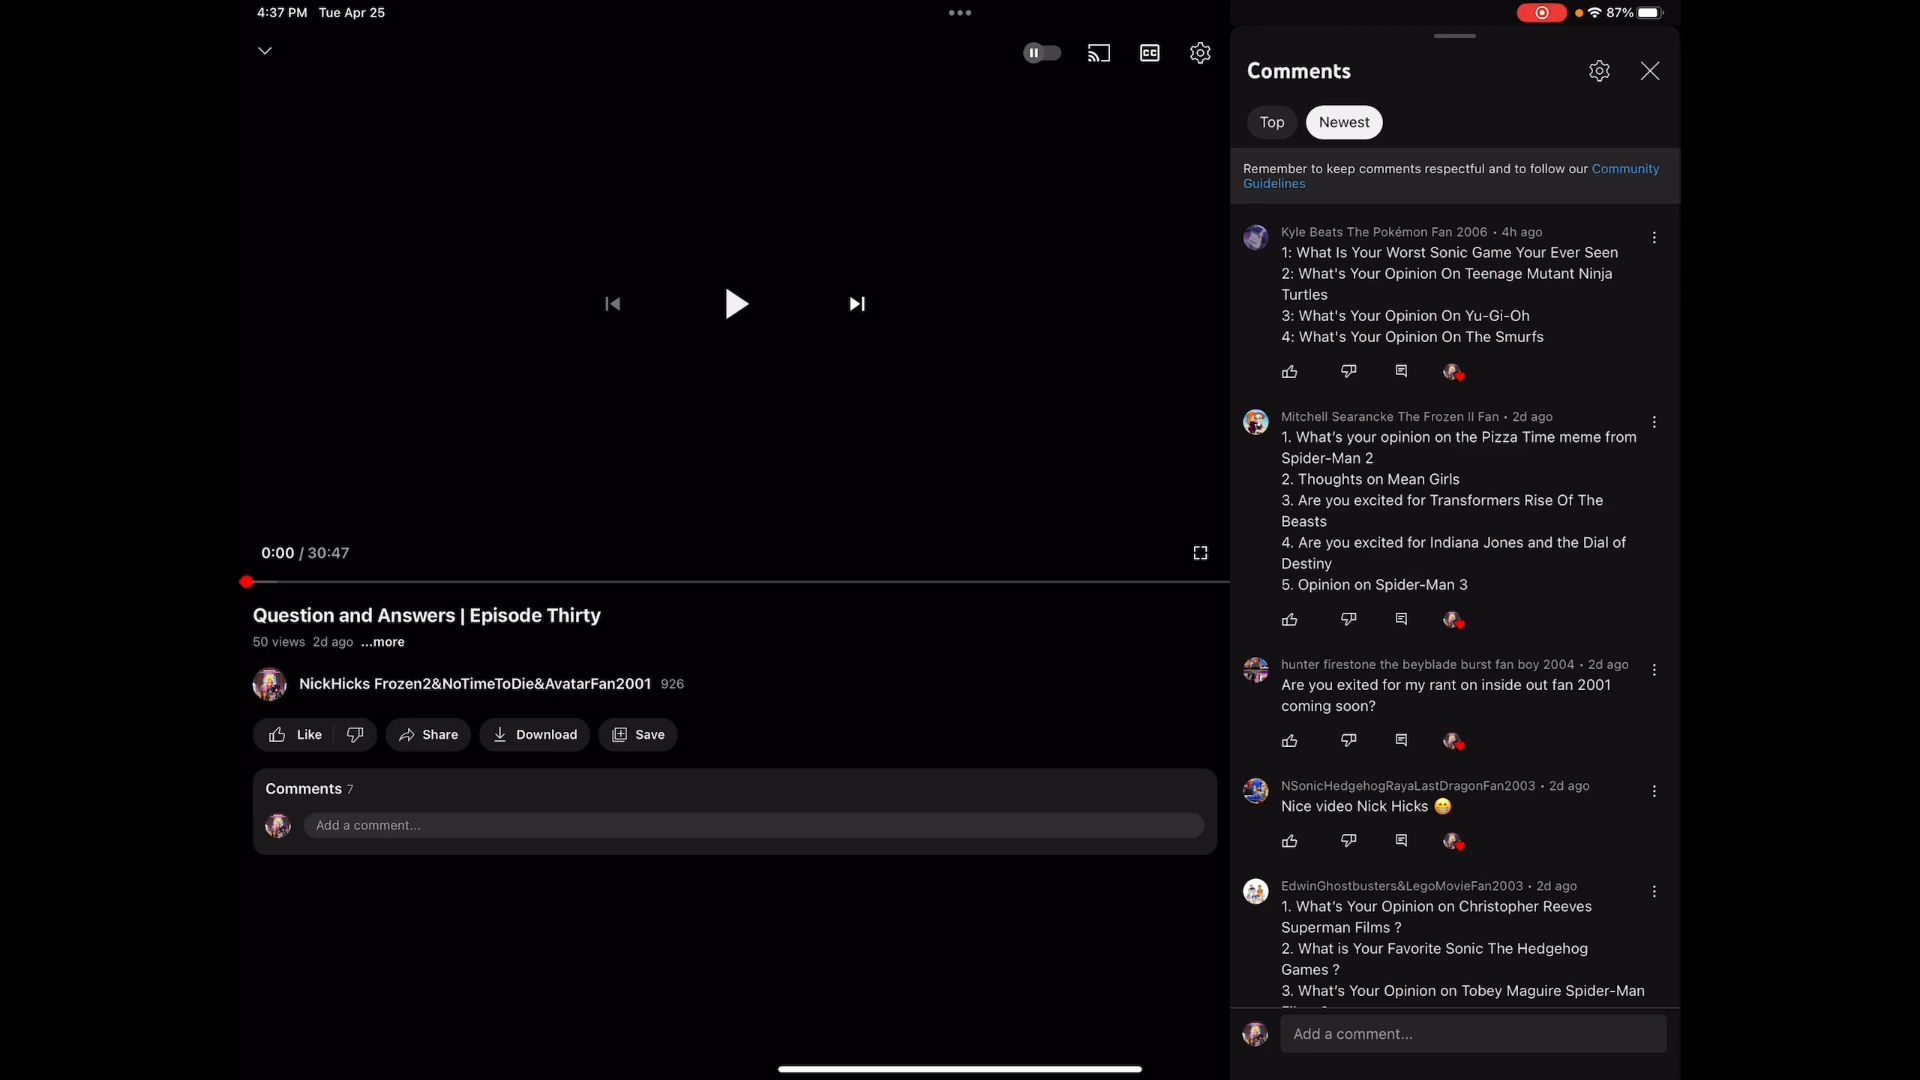 4:37 PM Tue Apr 25
87%
CC
0:00 / 30:47
Question and Answers | Episode Thirty
50 views 2d ago ...more
NickHicks Frozen2&NoTimeToDie&AvatarFan2001 926
Like
Share
Download
Save
Comments 7
Add a comment...
Comments
Top
Newest
Remember to keep comments respectful and to follow our Community
Guidelines
Kyle Beats The Pokémon Fan 2006 • 4h ago
1: What Is Your Worst Sonic Game Your Ever Seen
2: What's Your Opinion On Teenage Mutant Ninja
Turtles
3: What's Your Opinion On Yu-Gi-Oh
4: What's Your Opinion On The Smurfs
Mitchell Searancke The Frozen II Fan • 2d ago
1. What's your opinion on the Pizza Time meme from
Spider-Man 2
2. Thoughts on Mean Girls
3. Are you excited for Transformers Rise Of The
Beasts
4. Are you excited for Indiana Jones and the Dial of
Destiny
5. Opinion on Spider-Man 3
hunter firestone the beyblade burst fan boy 2004 • 2d ago
Are you exited for my rant on inside out fan 2001
coming soon?
NSonicHedgehogRayaLastDragonFan2003 • 2d ago
Nice video Nick Hicks 😁
EdwinGhostbusters&LegoMovieFan2003 • 2d ago
1. What's Your Opinion on Christopher Reeves
Superman Films ?
2. What is Your Favorite Sonic The Hedgehog
Games ?
3. What's Your Opinion on Tobey Maguire Spider-Man
Add a comment...